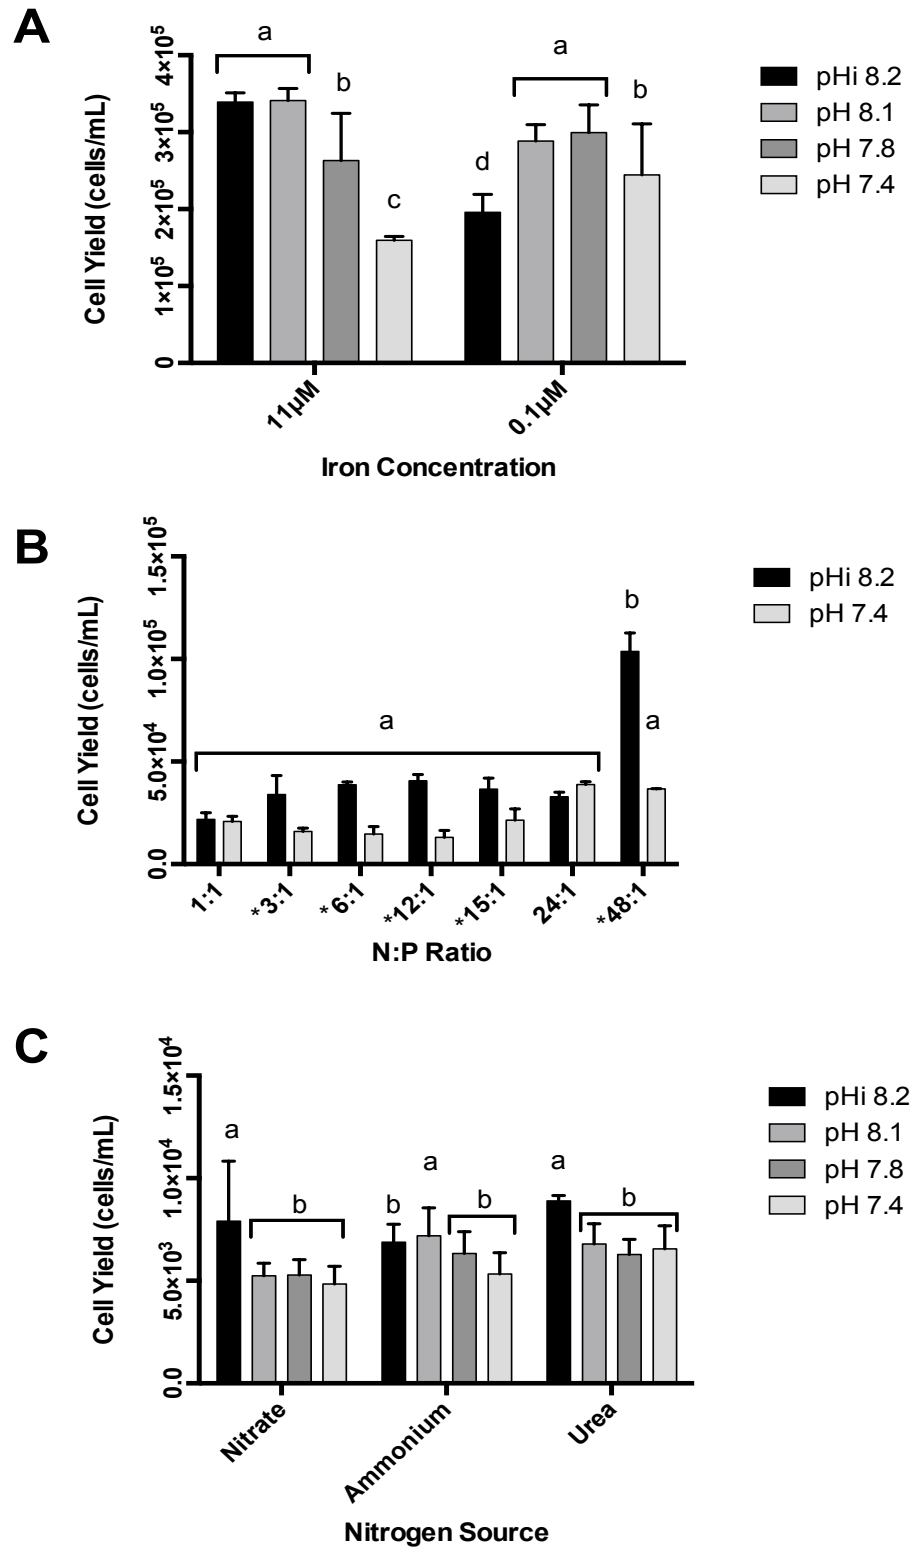 A
Cell Yield (cells/mL)
4×10⁵
3×10⁵
2×10⁵
1×10⁵
0
a
b
c
d
a
b
pHi 8.2
pH 8.1
pH 7.8
pH 7.4
11µM
0.1µM
Iron Concentration
B
Cell Yield (cells/mL)
1.5×10⁵
1.0×10⁵
5.0×10⁴
0.0
a
b
a
pHi 8.2
pH 7.4
1:1
*3:1
*6:1
*12:1
*15:1
24:1
*48:1
N:P Ratio
C
Cell Yield (cells/mL)
1.5×10⁴
1.0×10⁴
5.0×10³
0.0
a
b
b
a
b
a
b
pHi 8.2
pH 8.1
pH 7.8
pH 7.4
Nitrate
Ammonium
Urea
Nitrogen Source